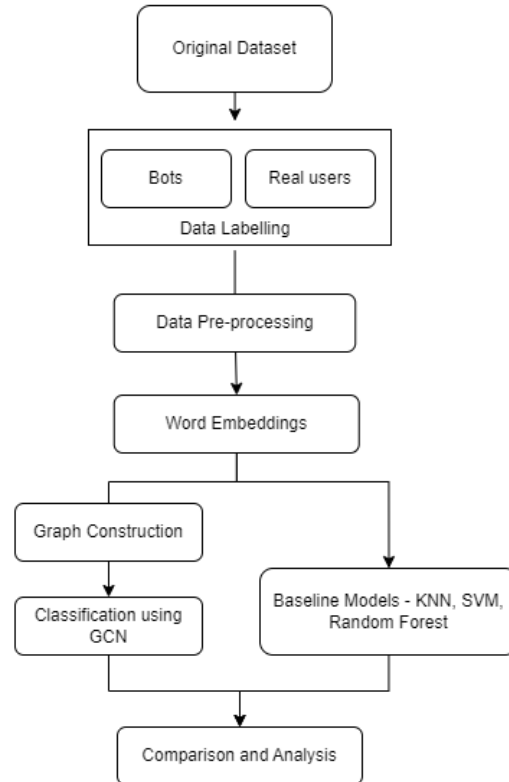 Original Dataset
Bots
Real users
Data Labelling
Data Pre-processing
Word Embeddings
Graph Construction
Classification using
GCN
Baseline Models - KNN, SVM,
Random Forest
Comparison and Analysis